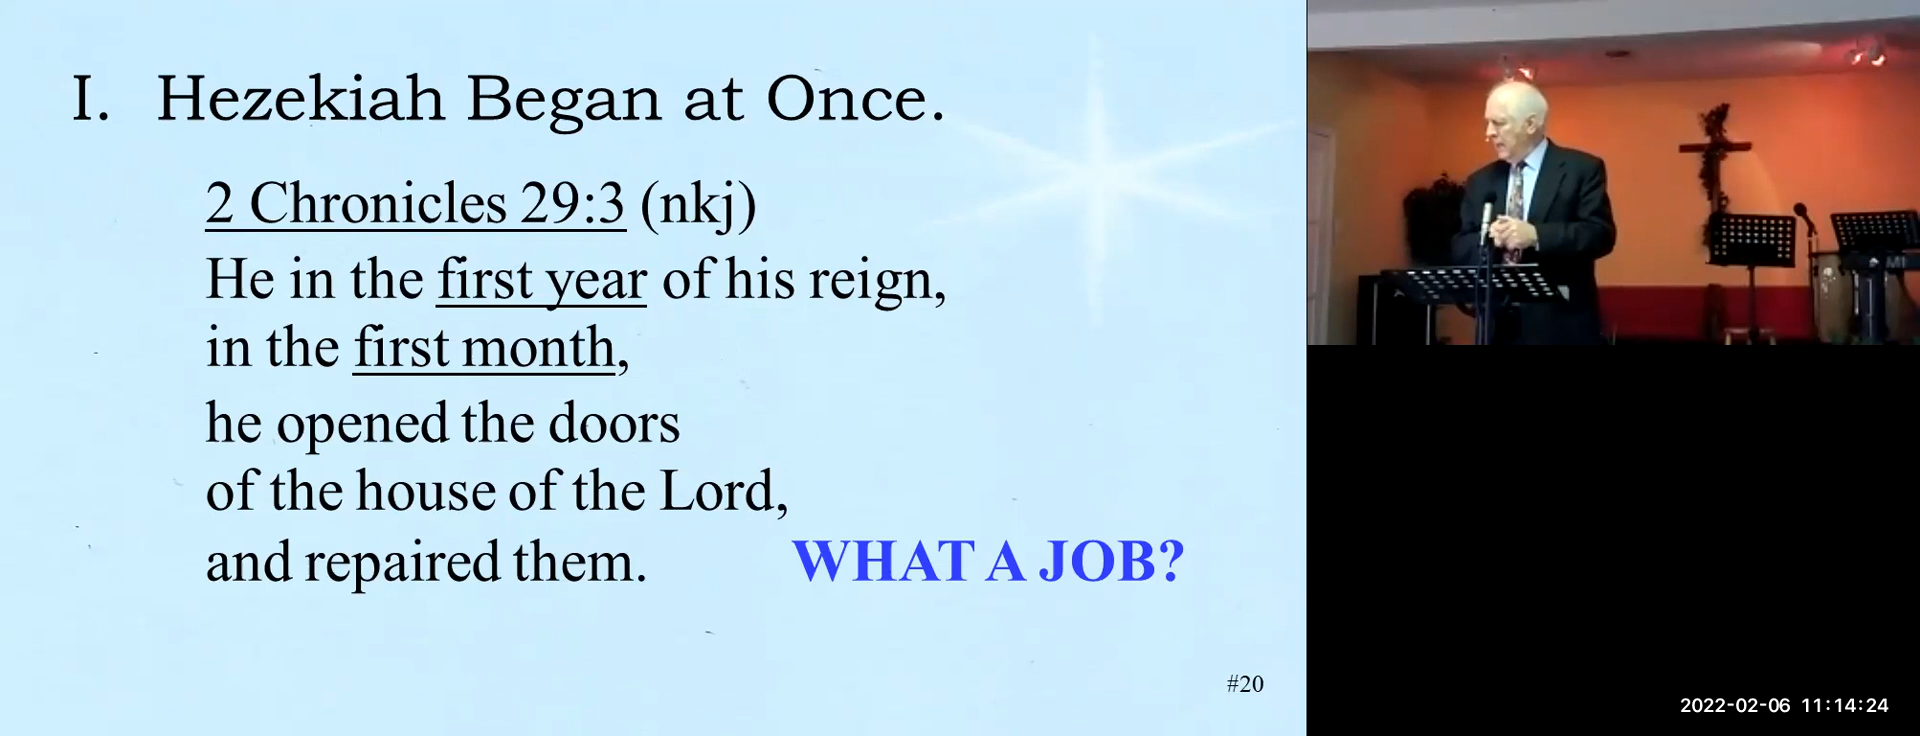 I. Hezekiah Began at Once.
2 Chronicles 29:3 (nkj)
He in the first year of his reign,
in the first month,
he opened the doors
of the house of the Lord,
and repaired them. WHAT A JOB?
#20
2022-02-06 11:14:24